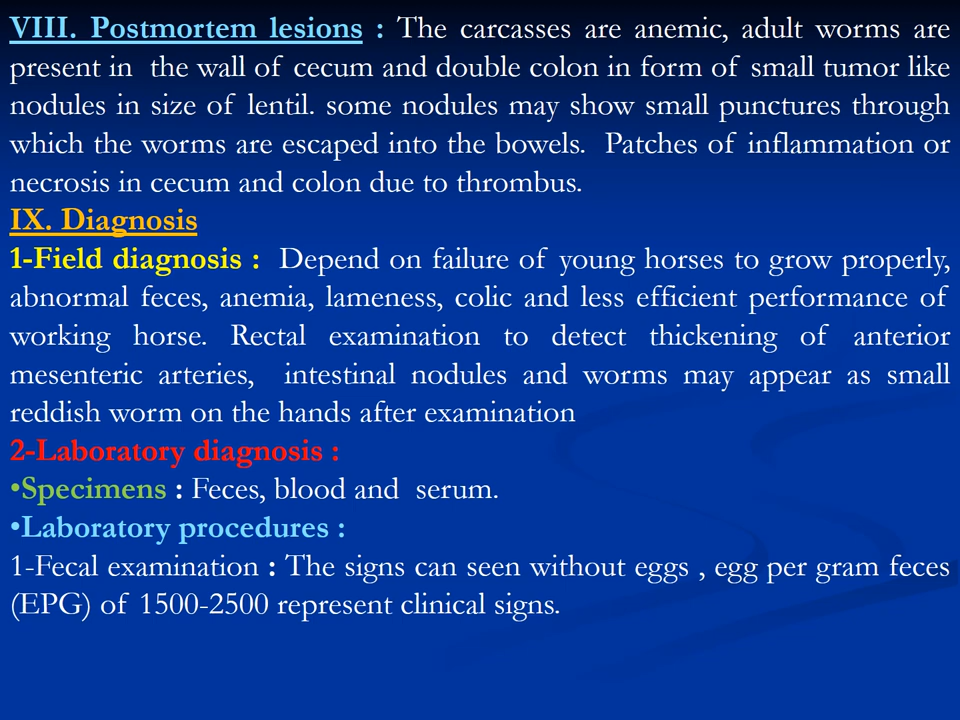 VIII. Postmortem lesions : The carcasses are anemic, adult worms are
present in the wall of cecum and double colon in form of small tumor like
nodules in size of lentil. some nodules may show small punctures through
which the worms are escaped into the bowels. Patches of inflammation or
necrosis in cecum and colon due to thrombus.
IX. Diagnosis
1-Field diagnosis : Depend on failure of young horses to grow properly,
abnormal feces, anemia, lameness, colic and less efficient performance of
working horse. Rectal examination to detect thickening of anterior
mesenteric arteries, intestinal nodules and worms may appear as small
reddish worm on the hands after examination
2-Laboratory diagnosis :
•Specimens : Feces, blood and serum.
•Laboratory procedures :
1-Fecal examination : The signs can seen without eggs , egg per gram feces
(EPG) of 1500-2500 represent clinical signs.